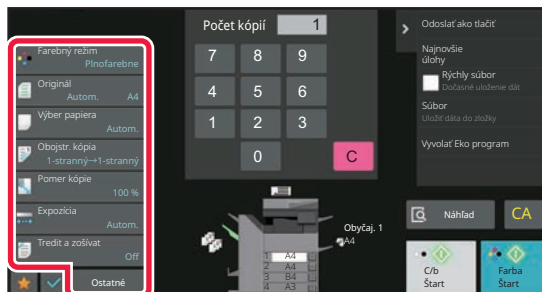 Farebný režim
Plnofarebne
Originál
Autom. A4
Výber papiera
Autom.
Obojstr. kópia
1-stranný→1-stranný
Pomer kópie
100 %
Expozícia
Autom.
Tredit a zošívat
Off
Ostatné
Počet kópií 1
7 8 9
4 5 6
1 2 3
0 C
Obyčaj. 1
A4
1 A4
2 A4
3 B4
4 A3
Odoslať ako tlačiť
Najnovšie
úlohy
Rýchly súbor
Dočasné uloženie dát
Súbor
Uložiť dáta do zložky
Vyvolať Eko program
Náhľad
CA
C/b
Štart
Farba
Štart